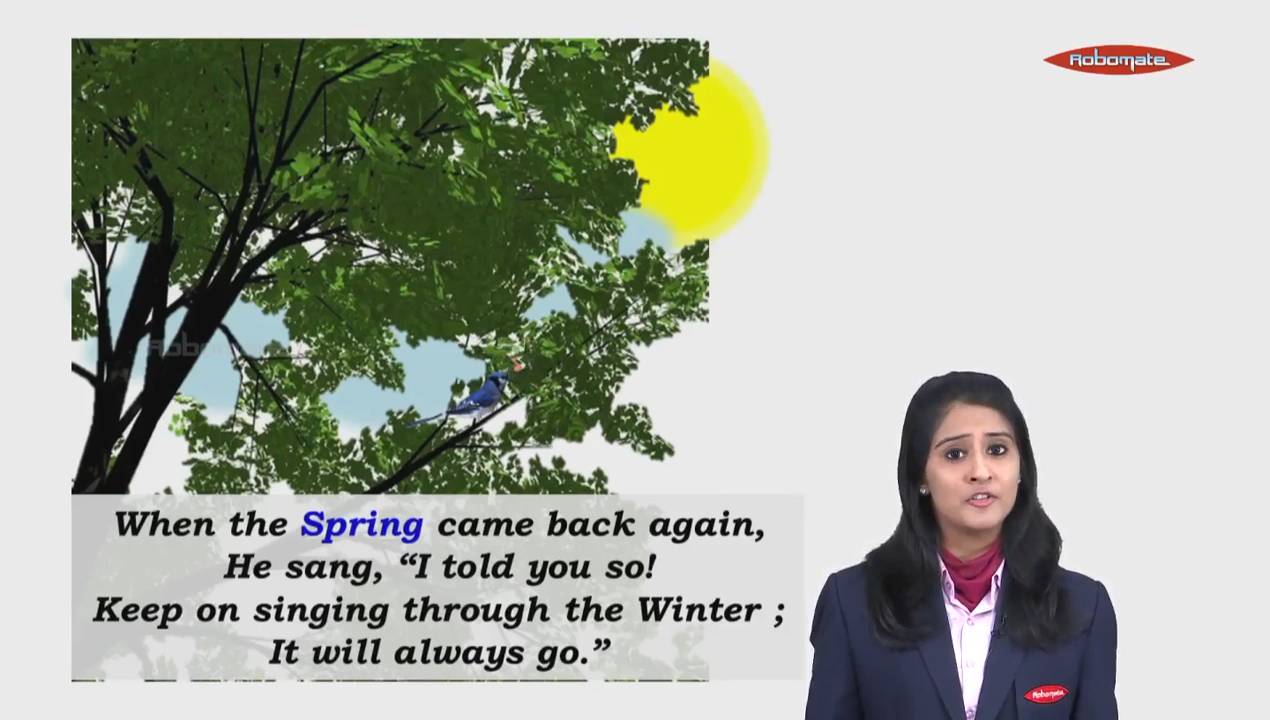 Robomate
Robomate
When the Spring came back again,
He sang, “I told you so!
Keep on singing through the Winter ;
It will always go.”
Robomate